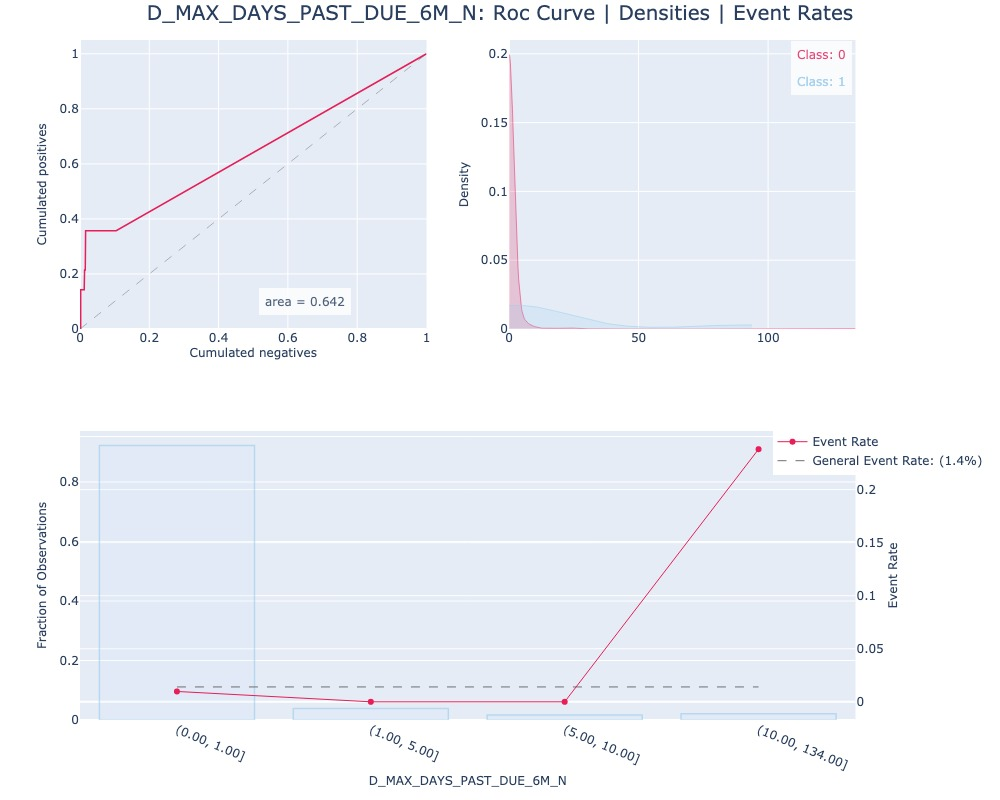 D_MAX_DAYS_PAST_DUE_6M_N: Roc Curve | Densities | Event Rates
1
0.8
0.6
0.4
0.2
0
Cumulated positives
area = 0.642
0
0.2
0.4
0.6
0.8
1
Cumulated negatives
0.2
0.15
0.1
0.05
0
Density
Class: 0
Class: 1
0
50
100
Event Rate
General Event Rate: (1.4%)
0.8
0.6
0.4
0.2
0
Fraction of Observations
0.2
0.15
0.1
0.05
0
Event Rate
(0.00, 1.00]
(1.00, 5.00]
(5.00, 10.00]
(10.00, 134.00]
D_MAX_DAYS_PAST_DUE_6M_N